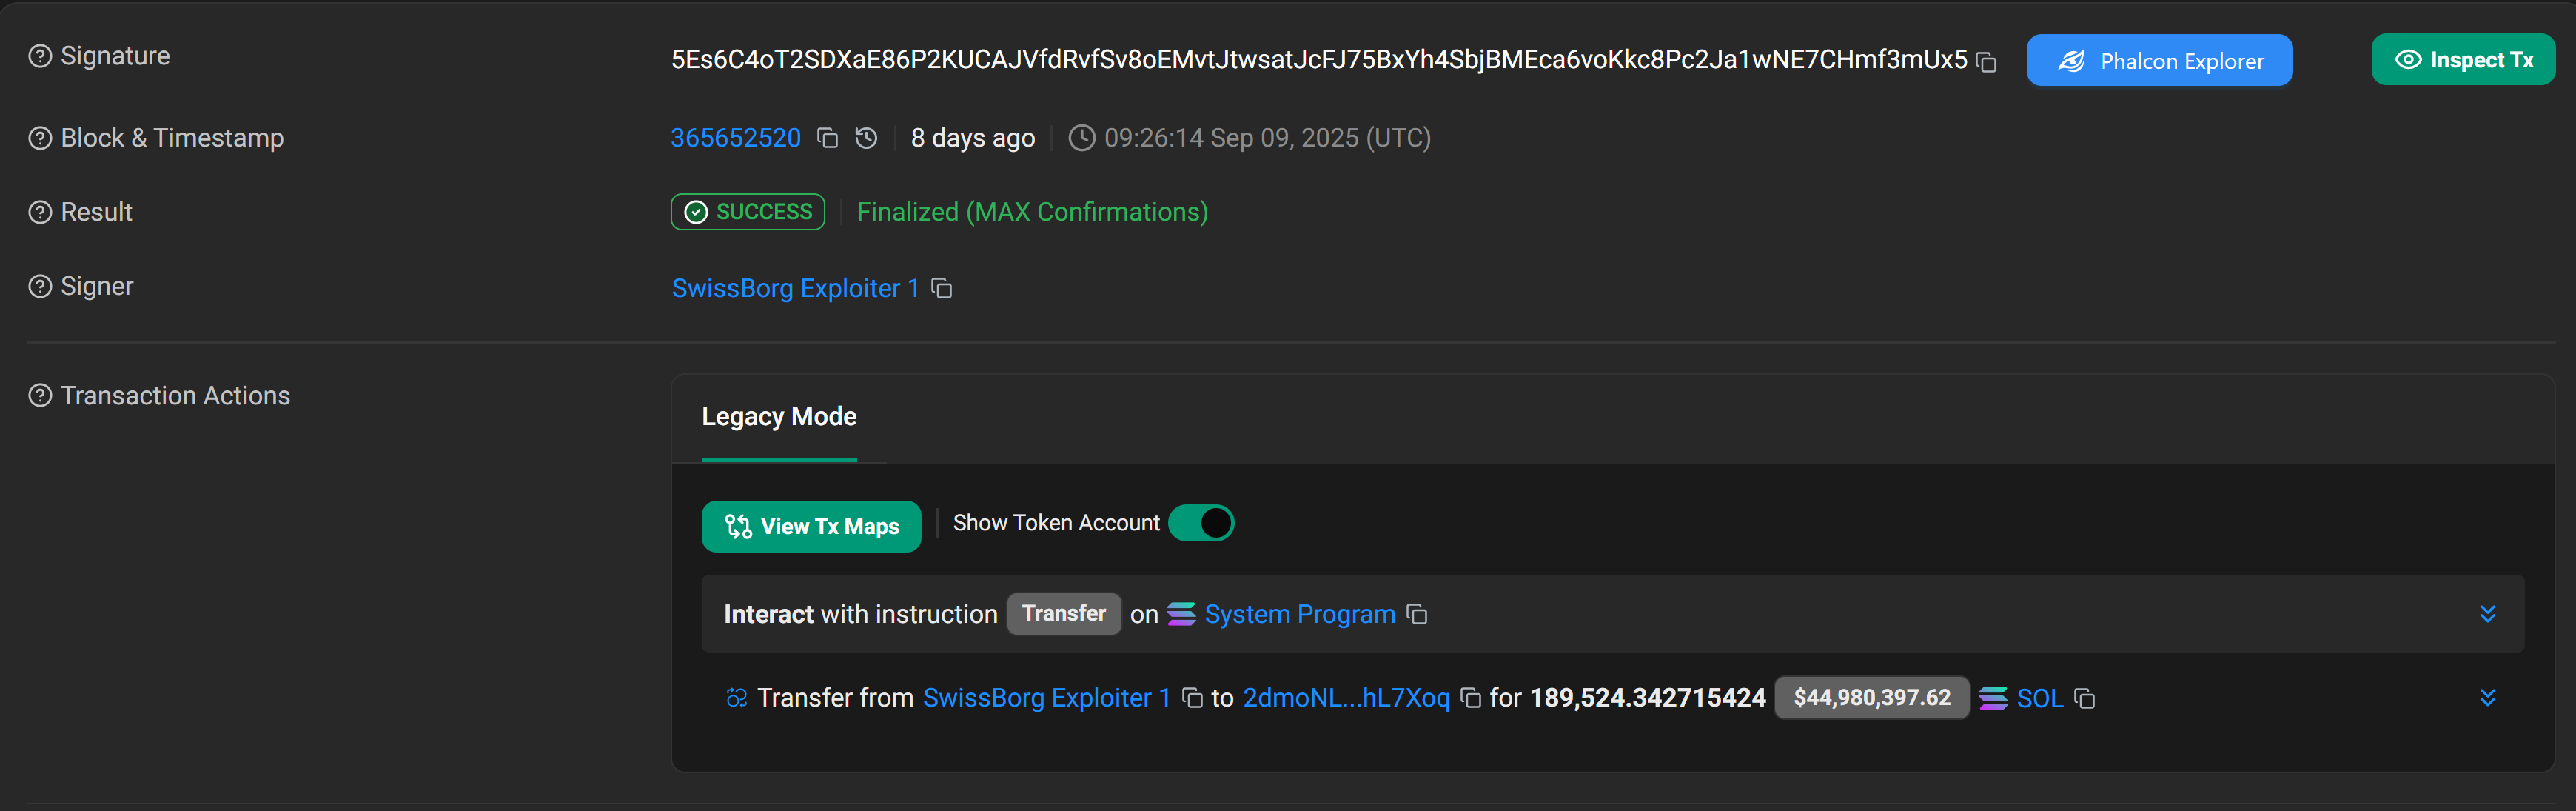 Signature 5Es6C4oT2SDXaE86P2KUCAJVfdRvfSv8oEMvtJtwsatJcFJ75BxYh4SbjBMEca6voKkc8Pc2Ja1wNE7CHmf3mUx5 Phalcon Explorer Inspect Tx
Block & Timestamp 365652520 8 days ago 09:26:14 Sep 09, 2025 (UTC)
Result SUCCESS Finalized (MAX Confirmations)
Signer SwissBorg Exploiter 1
Transaction Actions
Legacy Mode
View Tx Maps Show Token Account
Interact with instruction Transfer on System Program
Transfer from SwissBorg Exploiter 1 to 2dmoNL...hL7Xoq for 189,524.342715424 $44,980,397.62 SOL